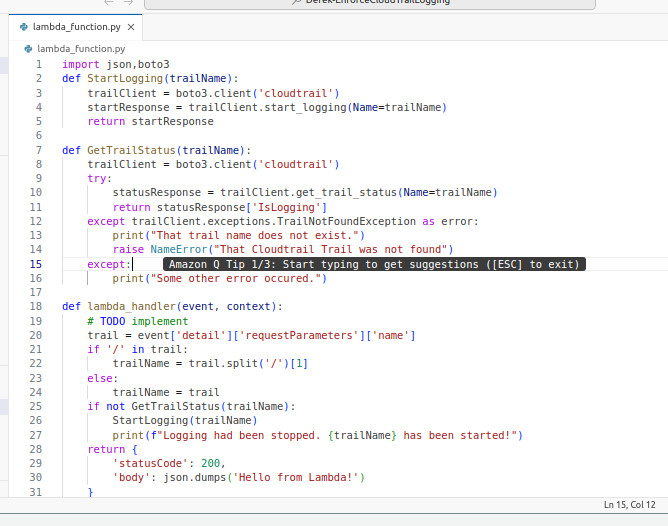 Derek-EnforceCloudTrailLogging
lambda_function.py ×
lambda_function.py
1 import json,boto3
2 def StartLogging(trailName):
3     trailClient = boto3.client('cloudtrail')
4     startResponse = trailClient.start_logging(Name=trailName)
5     return startResponse
6
7 def GetTrailStatus(trailName):
8     trailClient = boto3.client('cloudtrail')
9     try:
10         statusResponse = trailClient.get_trail_status(Name=trailName)
11         return statusResponse['IsLogging']
12     except trailClient.exceptions.TrailNotFoundException as error:
13         print("That trail name does not exist.")
14         raise NameError("That Cloudtrail Trail was not found")
15     except: Amazon Q Tip 1/3: Start typing to get suggestions ([ESC] to exit)
16         print("Some other error occured.")
17
18 def lambda_handler(event, context):
19     # TODO implement
20     trail = event['detail']['requestParameters']['name']
21     if '/' in trail:
22         trailName = trail.split('/')[1]
23     else:
24         trailName = trail
25     if not GetTrailStatus(trailName):
26         StartLogging(trailName)
27         print(f"Logging had been stopped. {trailName} has been started!")
28     return {
29         'statusCode': 200,
30         'body': json.dumps('Hello from Lambda!')
31     }
Ln 15, Col 12